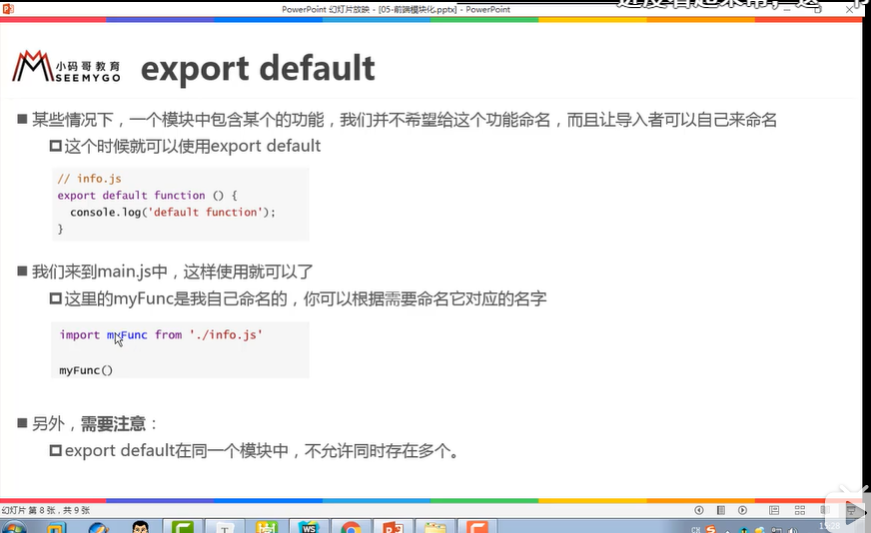 PowerPoint 幻灯片放映 - [05-前端模块化.pptx] - PowerPoint
小码哥教育
SEEMYGO
export default
某些情况下，一个模块中包含某个的功能，我们并不希望给这个功能命名，而且让导入者可以自己来命名
这个时候就可以使用export default
// info.js
export default function () {
console.log('default function');
}
我们来到main.js中，这样使用就可以了
这里的myFunc是我自己命名的，你可以根据需要命名它对应的名字
import myFunc from './info.js'
myFunc()
另外，需要注意：
export default在同一个模块中，不允许同时存在多个。
幻灯片 第 8 张，共 9 张
15:28